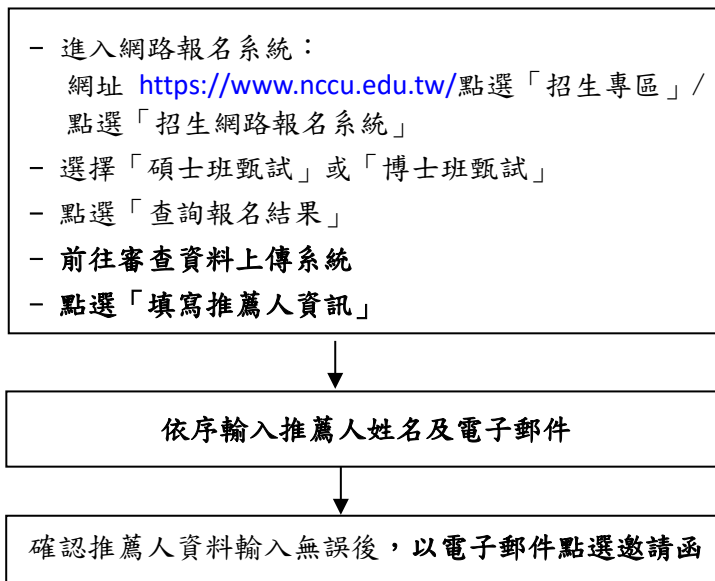 - 進入網路報名系統：
網址 https://www.nccu.edu.tw/點選「招生專區」/
點選「招生網路報名系統」
- 選擇「碩士班甄試」或「博士班甄試」
- 點選「查詢報名結果」
- 前往審查資料上傳系統
- 點選「填寫推薦人資訊」
依序輸入推薦人姓名及電子郵件
確認推薦人資料輸入無誤後，以電子郵件點選邀請函